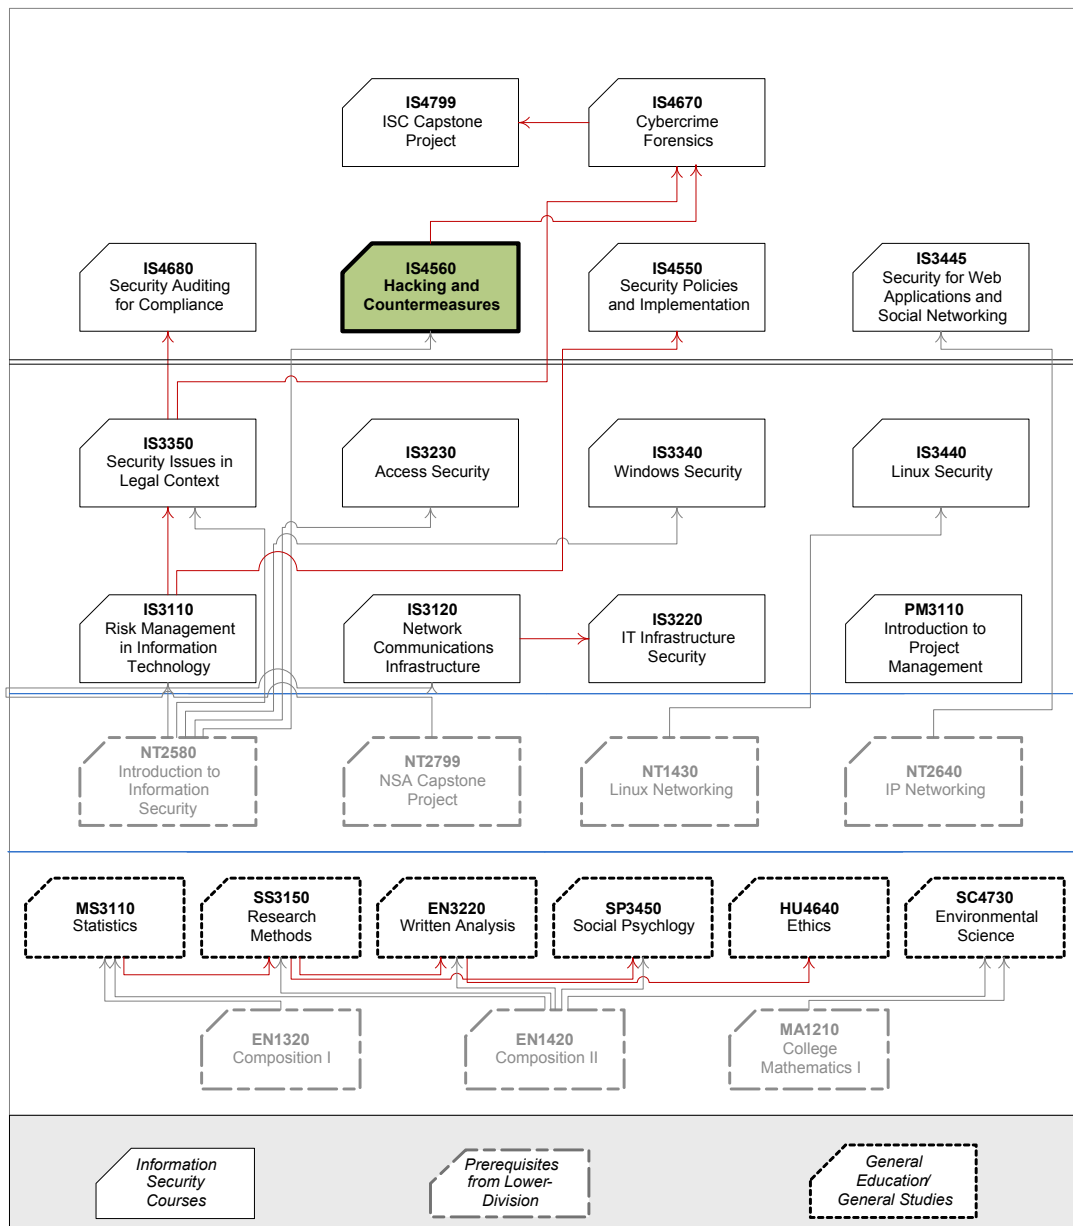 IS4799
ISC Capstone
Project
IS4670
Cybercrime
Forensics
IS4680
Security Auditing
for Compliance
IS4560
Hacking and
Countermeasures
IS4550
Security Policies
and Implementation
IS3445
Security for Web
Applications and
Social Networking
IS3350
Security Issues in
Legal Context
IS3230
Access Security
IS3340
Windows Security
IS3440
Linux Security
IS3110
Risk Management
in Information
Technology
IS3120
Network
Communications
Infrastructure
IS3220
IT Infrastructure
Security
PM3110
Introduction to
Project
Management
NT2580
Introduction to
Information
Security
NT2799
NSA Capstone
Project
NT1430
Linux Networking
NT2640
IP Networking
MS3110
Statistics
SS3150
Research
Methods
EN3220
Written Analysis
SP3450
Social Psychlogy
HU4640
Ethics
SC4730
Environmental
Science
EN1320
Composition I
EN1420
Composition II
MA1210
College
Mathematics I
Information
Security
Courses
Prerequisites
from Lower-
Division
General
Education/
General Studies